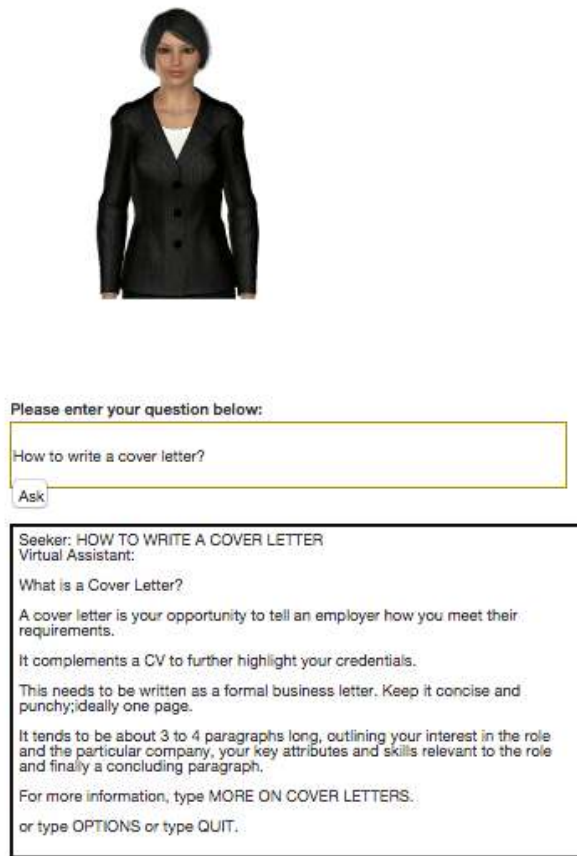 Please enter your question below:
How to write a cover letter?
Ask
Seeker: HOW TO WRITE A COVER LETTER
Virtual Assistant:
What is a Cover Letter?
A cover letter is your opportunity to tell an employer how you meet their
requirements.
It complements a CV to further highlight your credentials.
This needs to be written as a formal business letter. Keep it concise and
punchy;ideally one page.
It tends to be about 3 to 4 paragraphs long, outlining your interest in the role
and the particular company, your key attributes and skills relevant to the role
and finally a concluding paragraph.
For more information, type MORE ON COVER LETTERS.
or type OPTIONS or type QUIT.